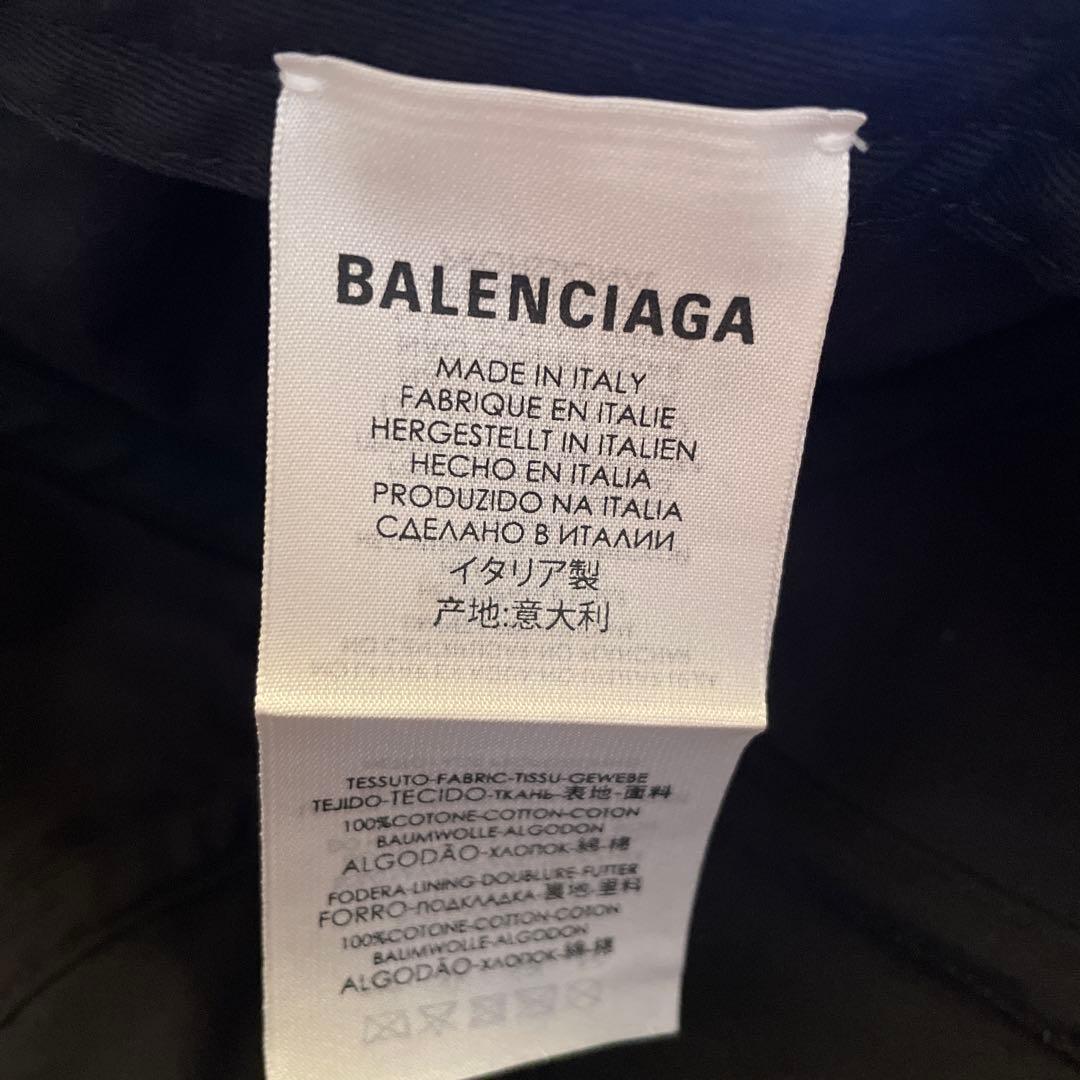 BALENCIAGA
MADE IN ITALY
FABRIQUE EN ITALIE
HERGESTELLT IN ITALIEN
HECHO EN ITALIA
PRODUZIDO NA ITALIA
СДЕЛАНО В ИТАЛИИ
イタリア製
产地:意大利
TESSUTO-FABRIC-TISSU-GEWEBE
TEJIDO-TECIDO-ТКАНЬ-表地-面料
100%COTONE-COTTON-COTON
BAUMWOLLE-ALGODON
ALGODÃO-ХЛОПОК-綿-棉
FODERA-LINING-DOUBLURE-FUTTER
FORRO-ПОДКЛАДКА-裏地-里料
100%COTONE-COTTON-COTON
BAUMWOLLE-ALGODON
ALGODÃO-ХЛОПОК-綿-棉